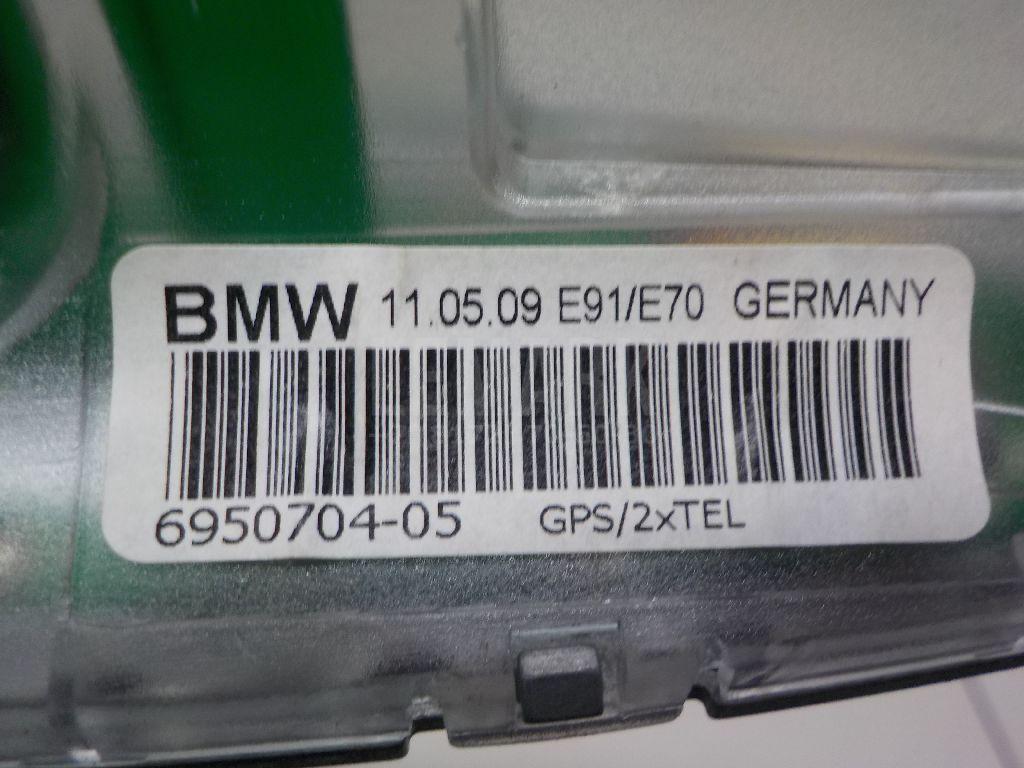 BMW 11.05.09 E91/E70 GERMANY
6950704-05 GPS/2xTEL